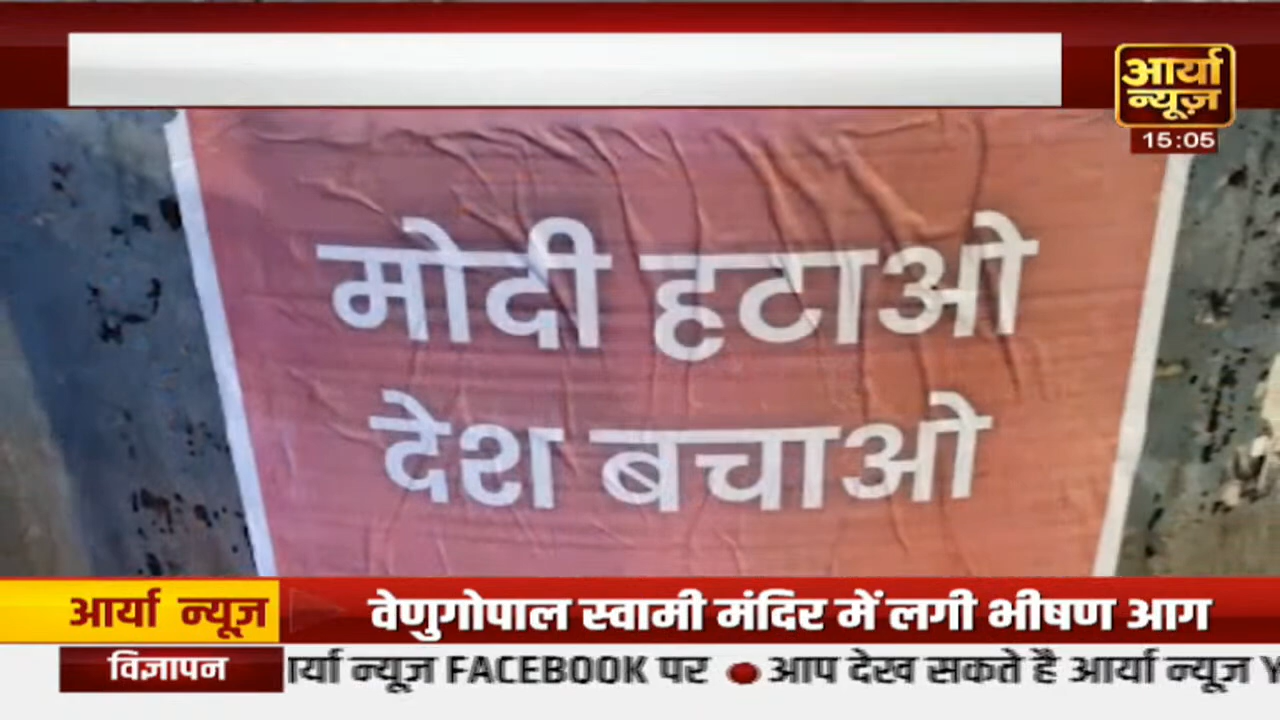 आर्या
न्यूज़
15:05
मोदी हटाओ
देश बचाओ
आर्या न्यूज़
वेणुगोपाल स्वामी मंदिर में लगी भीषण आग
विज्ञापन
र्या न्यूज़ FACEBOOK पर ● आप देख सकते है आर्या न्यूज़ Y